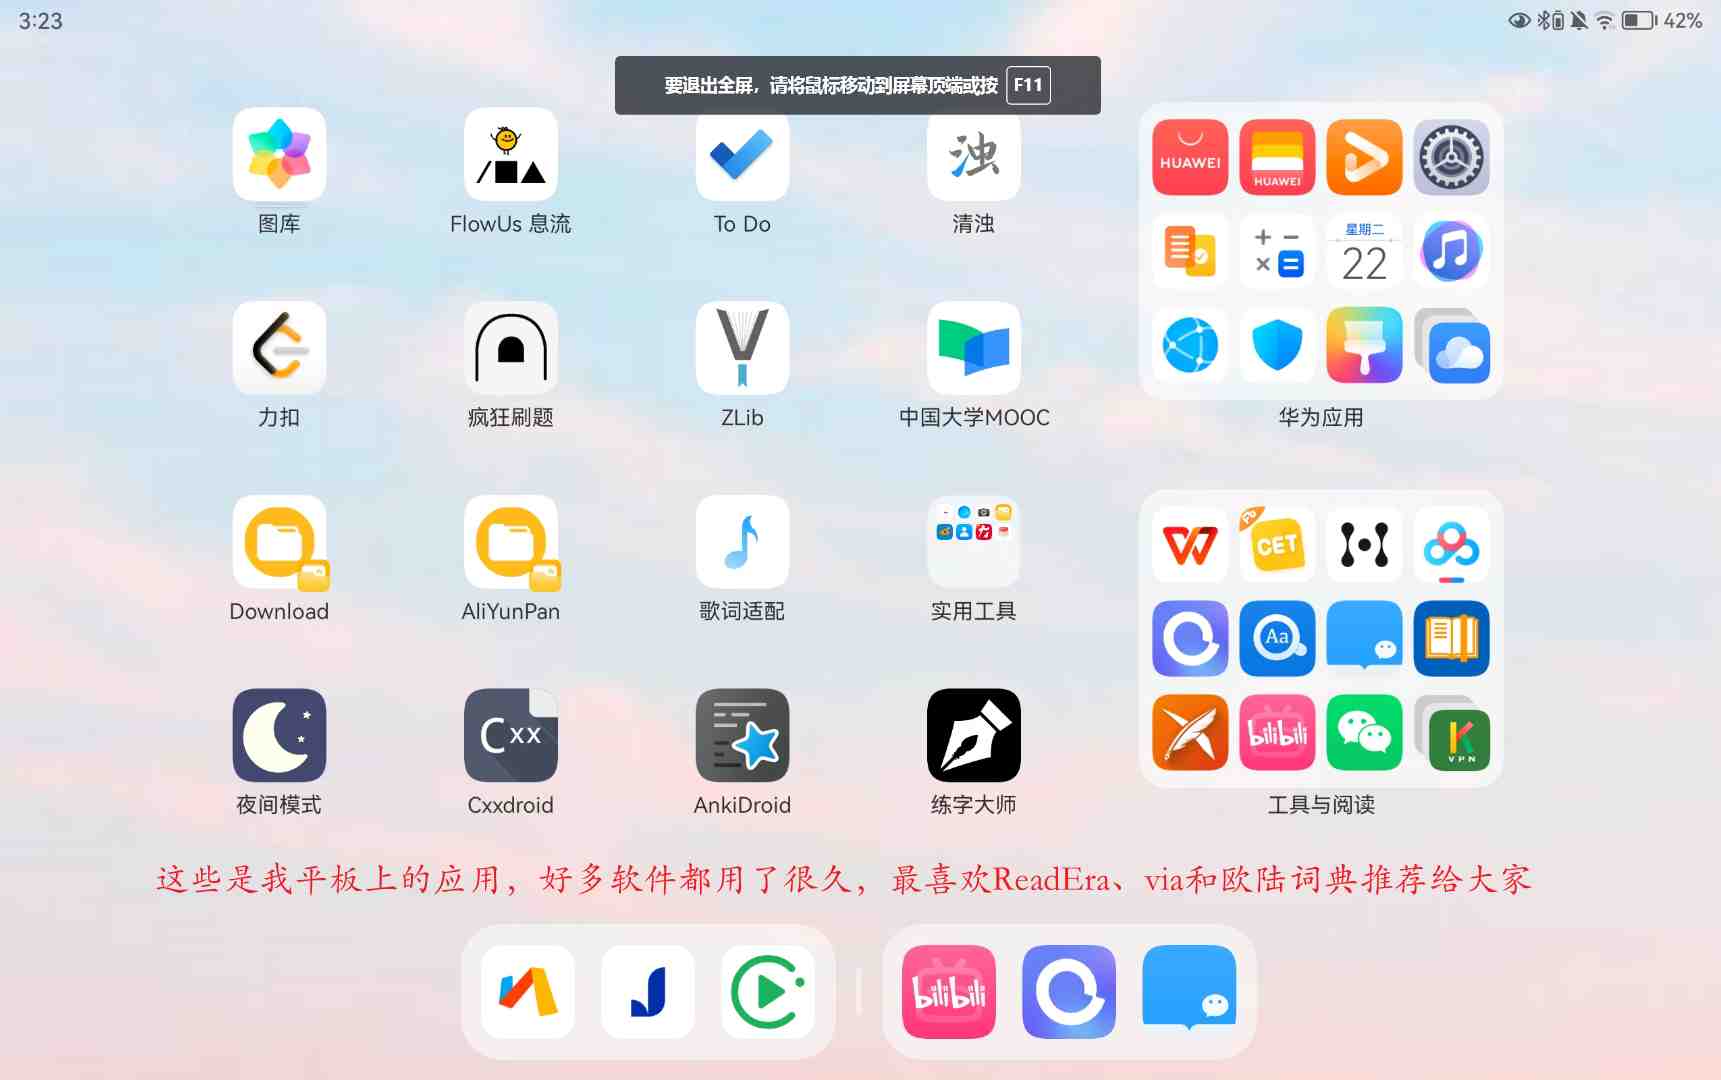 3:23
42%
要退出全屏，请将鼠标移动到屏幕顶端或按 F11
浊
HUAWEI
HUAWEI
图库
FlowUs 息流
To Do
清浊
星期二
22
力扣
疯狂刷题
ZLib
中国大学MOOC
华为应用
CET
Download
AliYunPan
歌词适配
实用工具
Aa
Cxx
bilibili
K
VPN
夜间模式
Cxxdroid
AnkiDroid
练字大师
工具与阅读
这些是我平板上的应用，好多软件都用了很久，最喜欢ReadEra、via和欧陆词典推荐给大家
bilibili